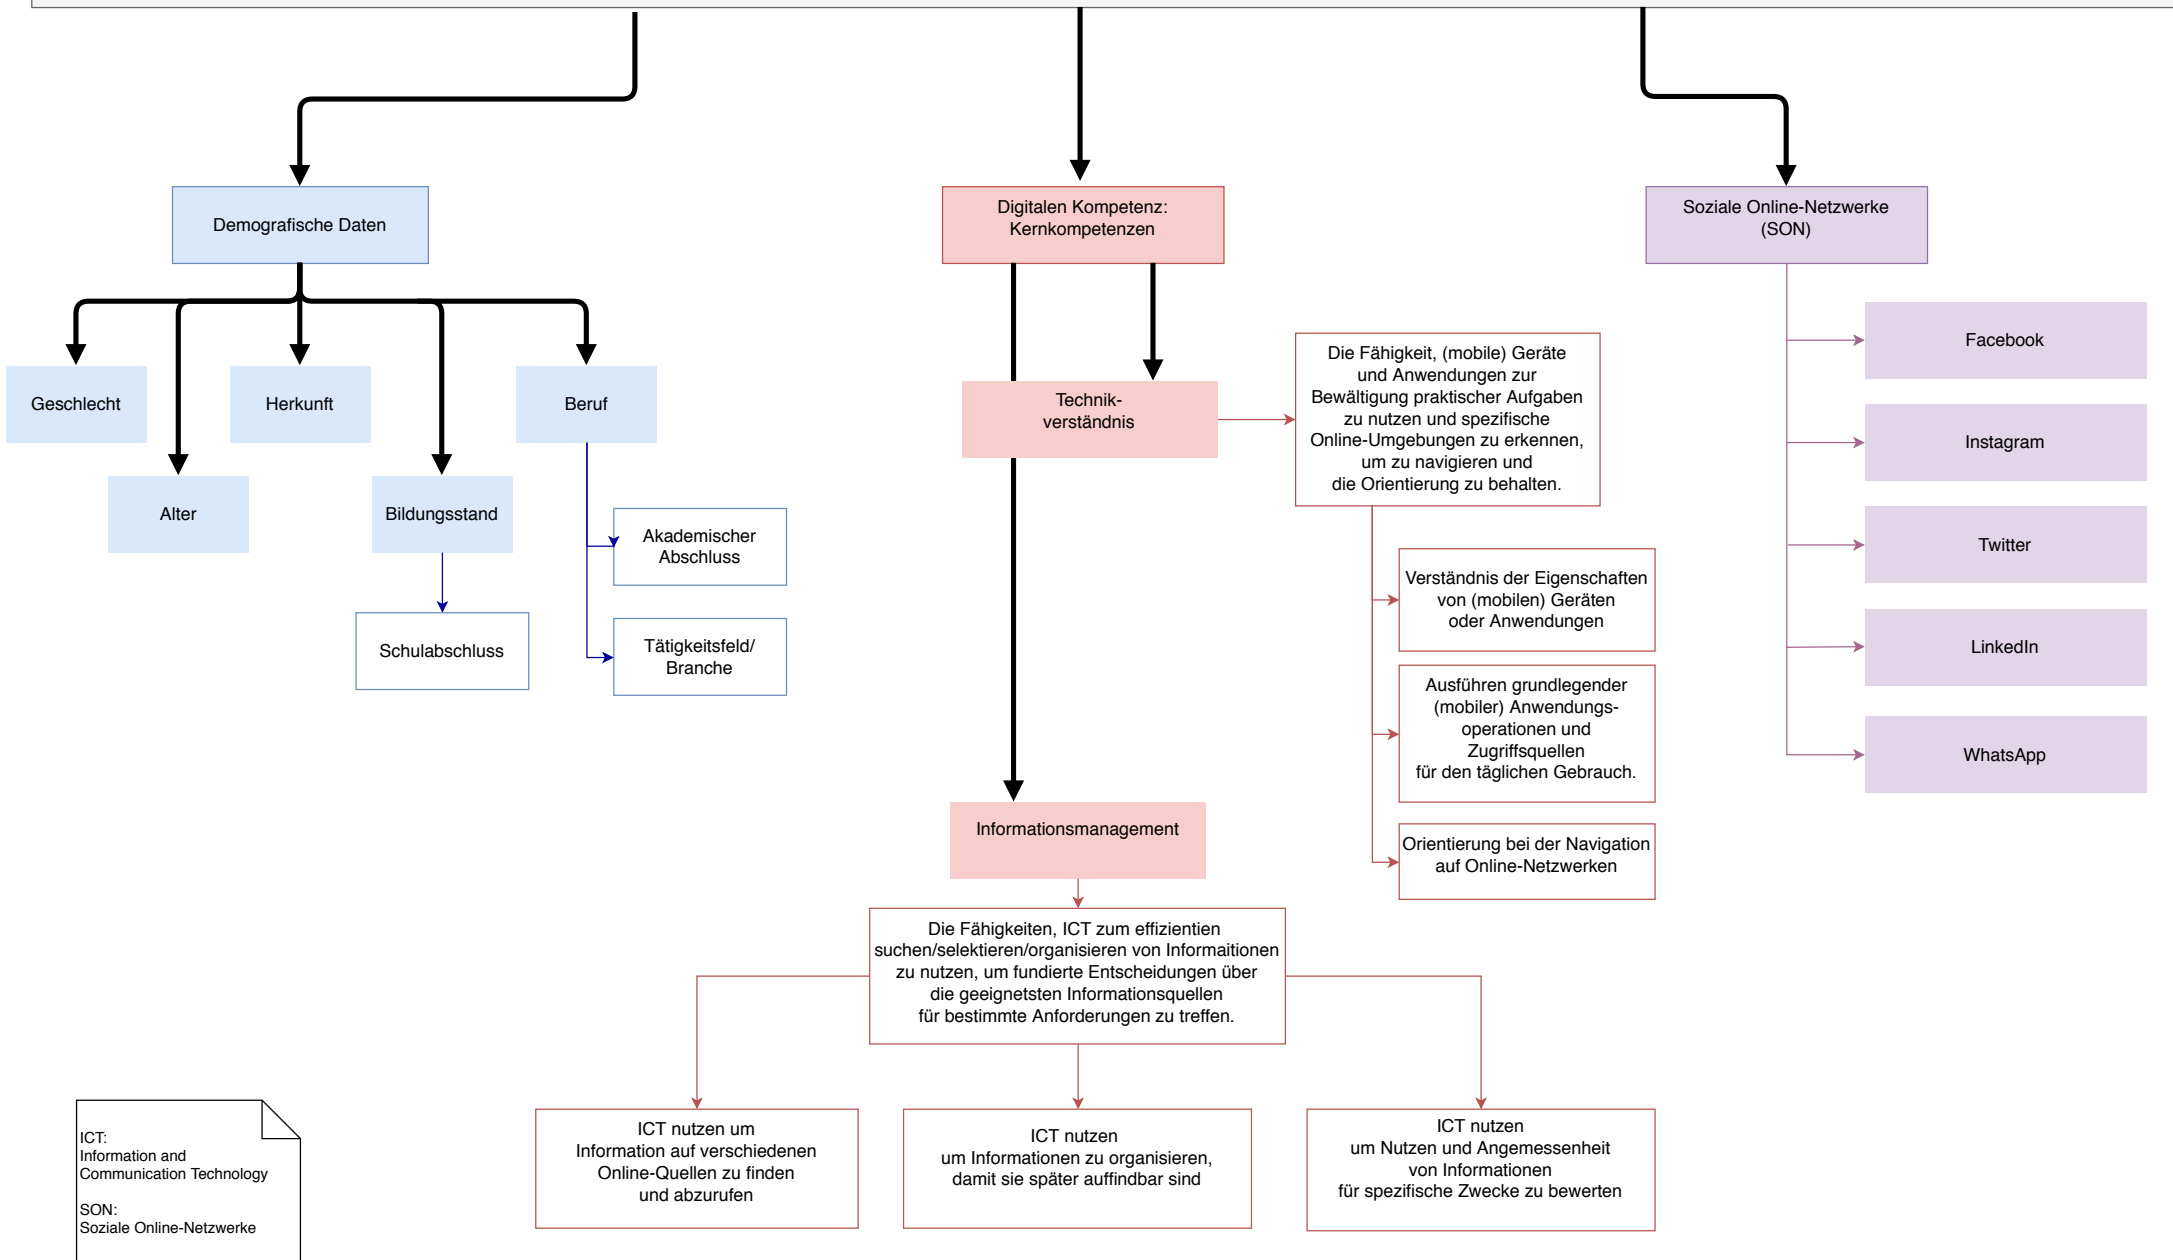 Demografische Daten
Digitalen Kompetenz:
Kernkompetenzen
Soziale Online-Netzwerke
(SON)
Geschlecht
Herkunft
Beruf
Alter
Bildungsstand
Akademischer
Abschluss
Schulabschluss
Tätigkeitsfeld/
Branche
Technik-
verständnis
Die Fähigkeit, (mobile) Geräte
und Anwendungen zur
Bewältigung praktischer Aufgaben
zu nutzen und spezifische
Online-Umgebungen zu erkennen,
um zu navigieren und
die Orientierung zu behalten.
Verständnis der Eigenschaften
von (mobilen) Geräten
oder Anwendungen
Ausführen grundlegender
(mobiler) Anwendungs-
operationen und
Zugriffsquellen
für den täglichen Gebrauch.
Orientierung bei der Navigation
auf Online-Netzwerken
Facebook
Instagram
Twitter
LinkedIn
WhatsApp
Informationsmanagement
Die Fähigkeiten, ICT zum effizientien
suchen/selektieren/organisieren von Informaitionen
zu nutzen, um fundierte Entscheidungen über
die geeignetsten Informationsquellen
für bestimmte Anforderungen zu treffen.
ICT nutzen um
Information auf verschiedenen
Online-Quellen zu finden
und abzurufen
ICT nutzen
um Informationen zu organisieren,
damit sie später auffindbar sind
ICT nutzen
um Nutzen und Angemessenheit
von Informationen
für spezifische Zwecke zu bewerten
ICT:
Information and
Communication Technology
SON:
Soziale Online-Netzwerke